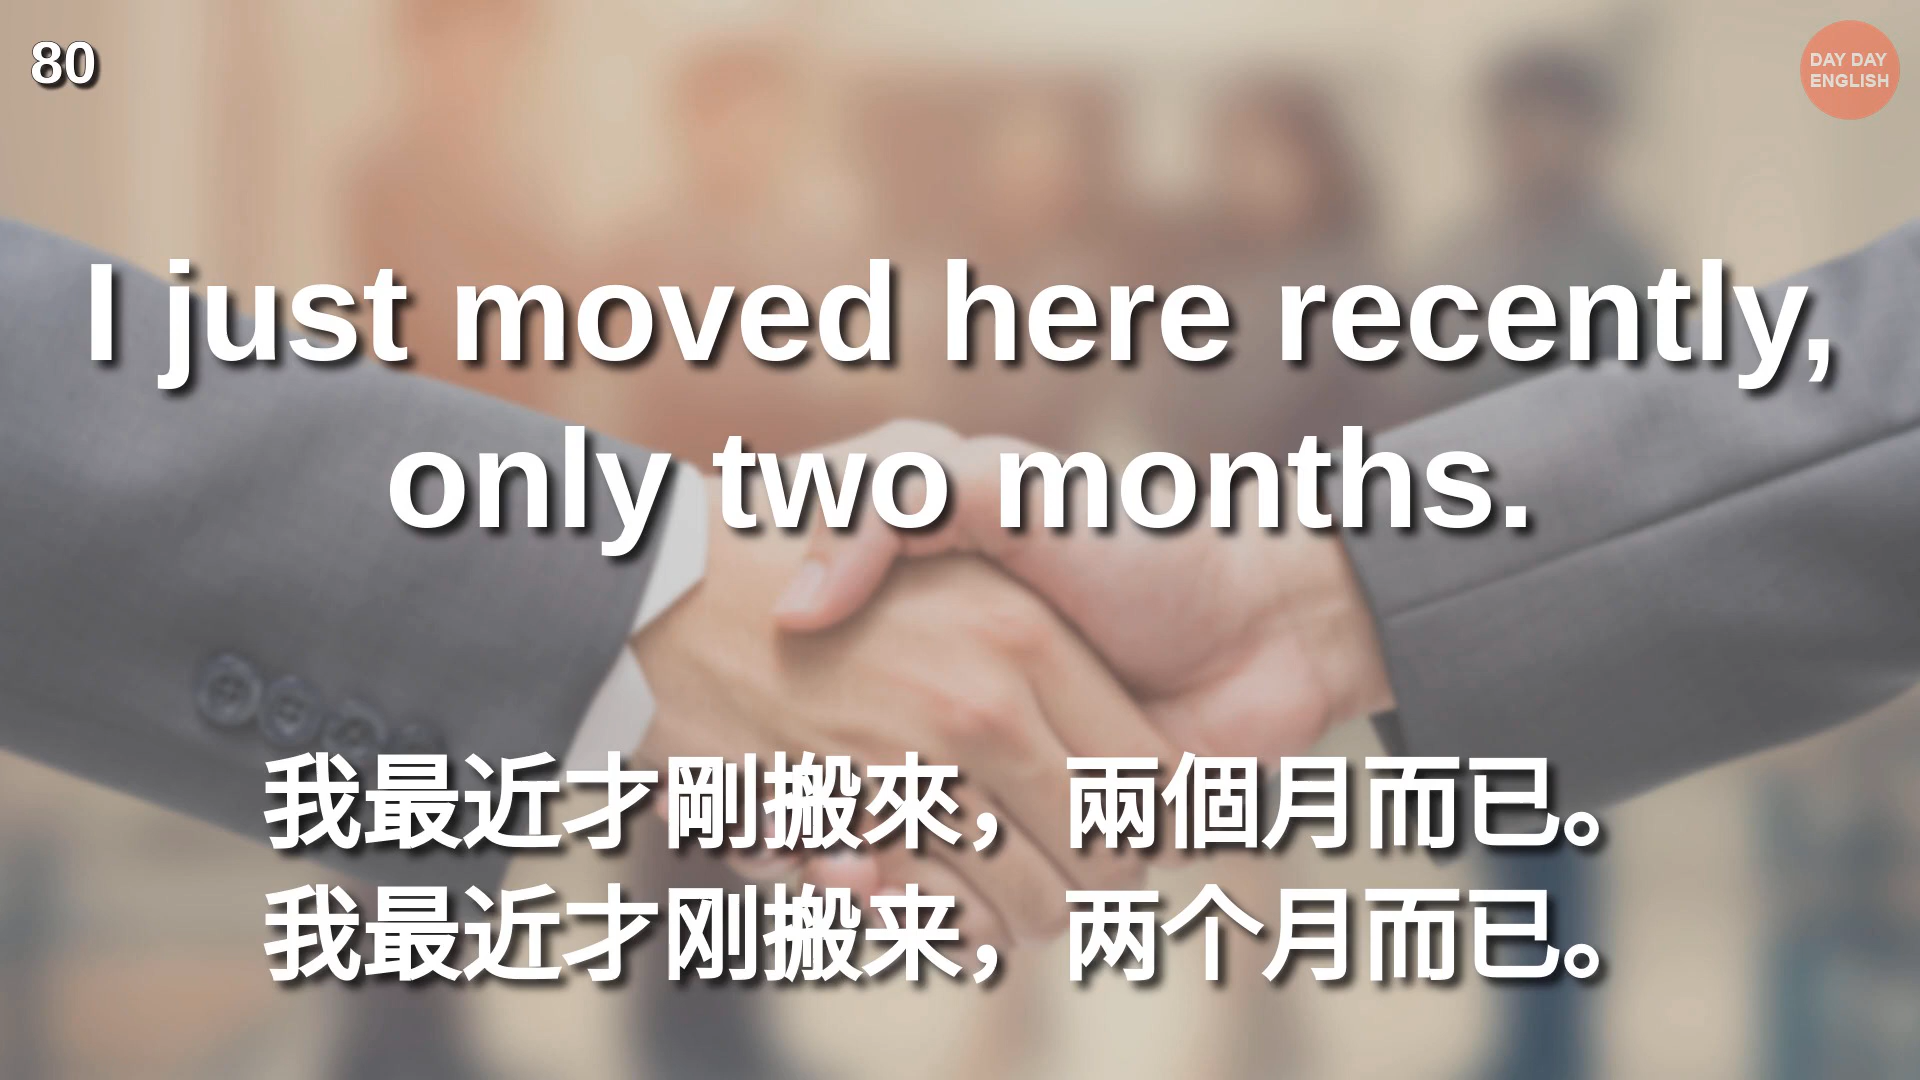 80
DAY DAY
ENGLISH
I just moved here recently,
only two months.
我最近才剛搬來，兩個月而已。
我最近才刚搬来，两个月而已。